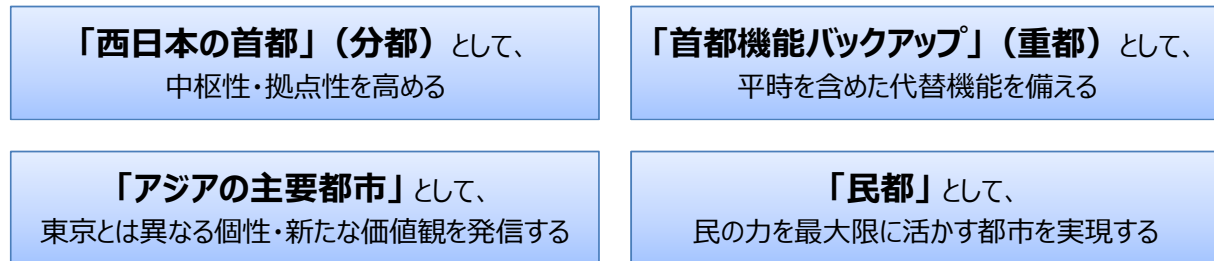 「西日本の首都」（分都）として、
中枢性・拠点性を高める
「首都機能バックアップ」（重都）として、
平時を含めた代替機能を備える
「アジアの主要都市」として、
東京とは異なる個性・新たな価値観を発信する
「民都」として、
民の力を最大限に活かす都市を実現する